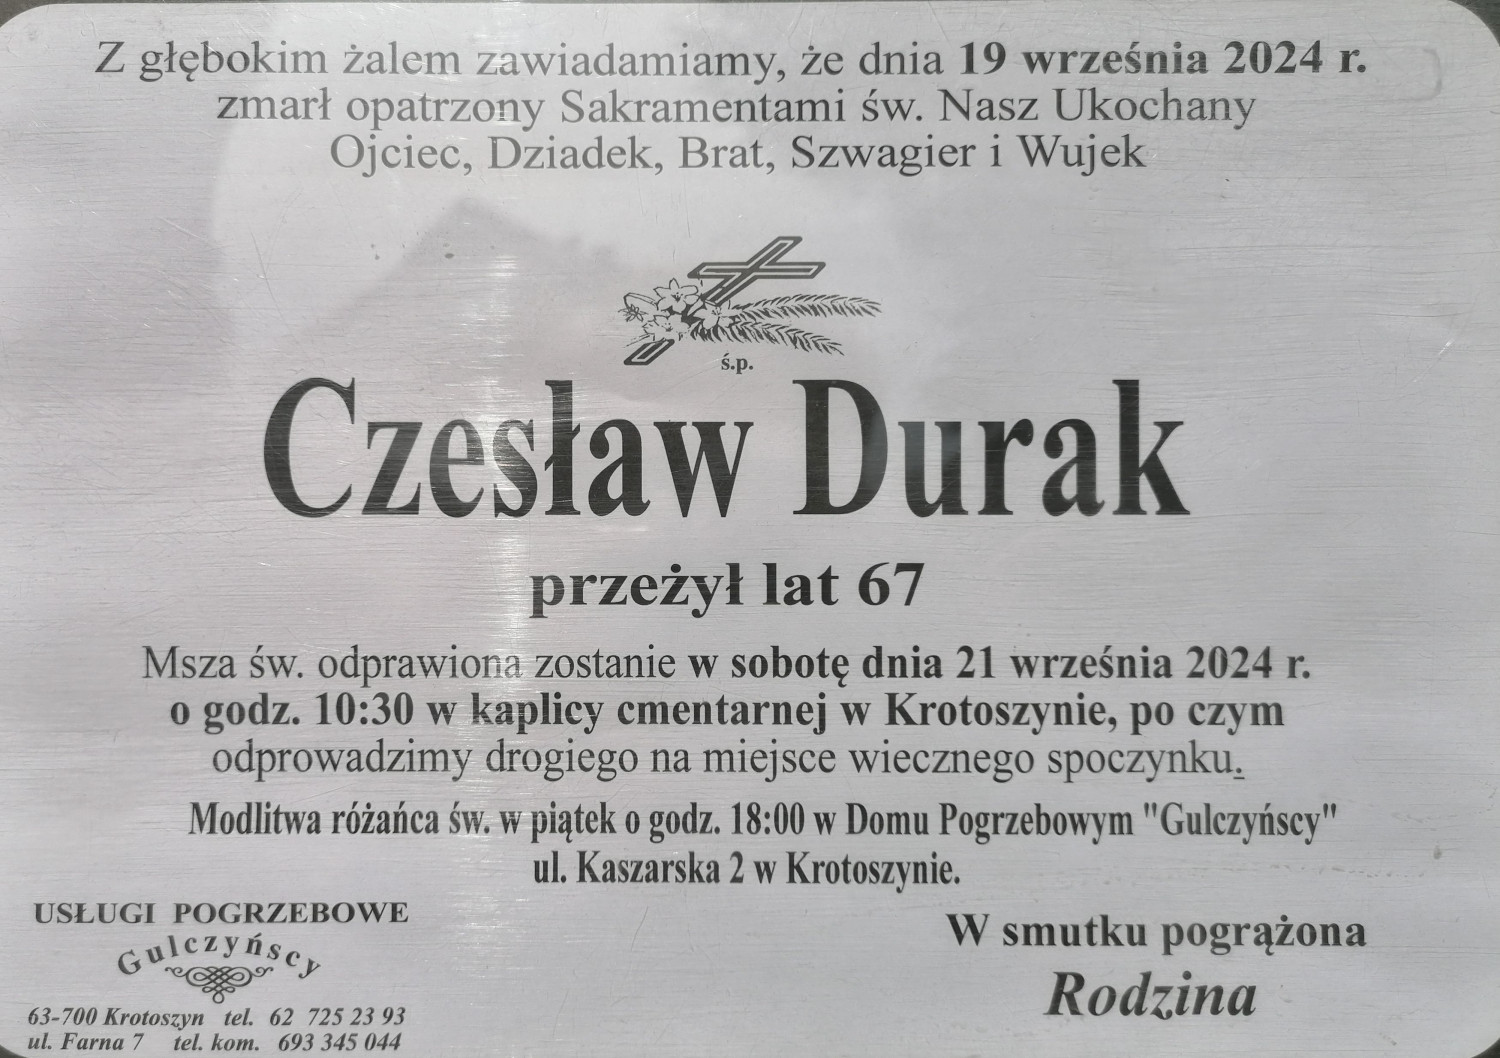 Z głębokim żalem zawiadamiamy, że dnia 19 września 2024 r.
zmarł opatrzony Sakramentami św. Nasz Ukochany
Ojciec, Dziadek, Brat, Szwagier i Wujek
ś.p.
Czesław Durak
przeżył lat 67
Msza św. odprawiona zostanie w sobotę dnia 21 września 2024 r.
o godz. 10:30 w kaplicy cmentarnej w Krotoszynie, po czym
odprowadzimy drogiego na miejsce wiecznego spoczynku.
Modlitwa różańca św. w piątek o godz. 18:00 w Domu Pogrzebowym "Gulczyńscy"
ul. Kaszarska 2 w Krotoszynie.
USŁUGI POGRZEBOWE
Gulczyńscy
63-700 Krotoszyn tel. 62 725 23 93
ul. Farna 7 tel. kom. 693 345 044
W smutku pogrążona
Rodzina